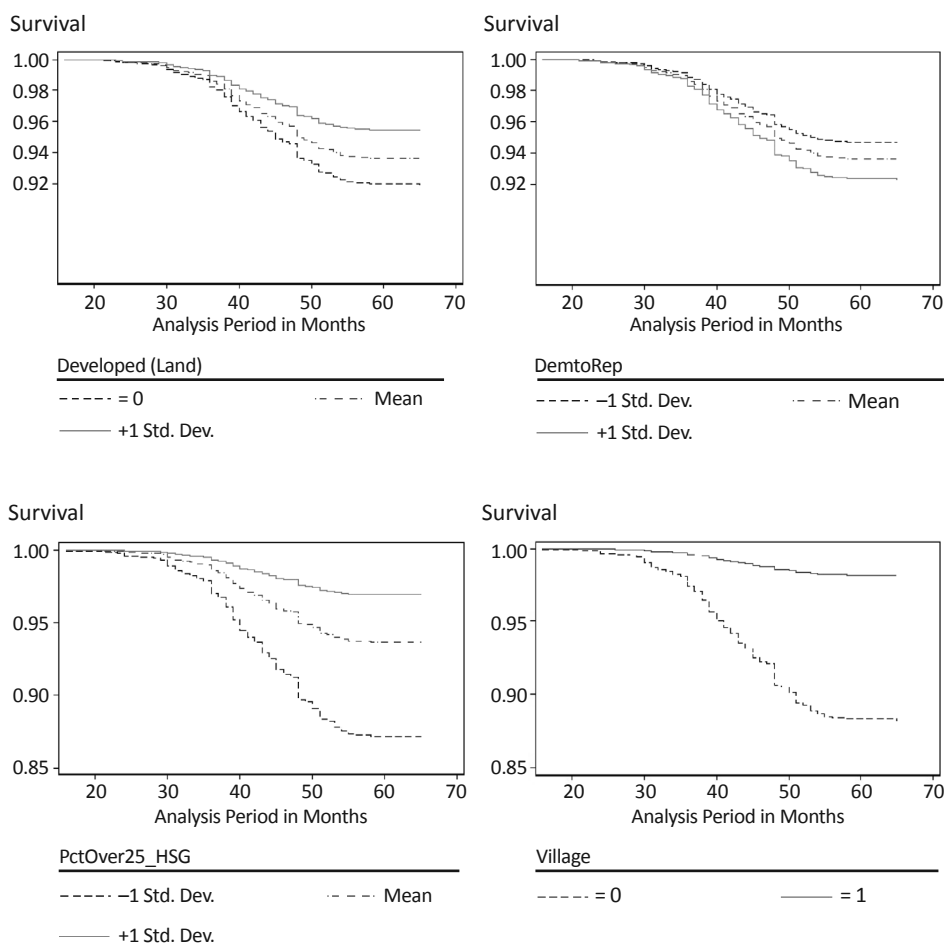 Survival
1.00
0.98
0.96
0.94
0.92
20 30 40 50 60 70
Analysis Period in Months
Developed (Land)
= 0 Mean
+1 Std. Dev.
Survival
1.00
0.98
0.96
0.94
0.92
20 30 40 50 60 70
Analysis Period in Months
DemtoRep
–1 Std. Dev. Mean
+1 Std. Dev.
Survival
1.00
0.95
0.90
0.85
20 30 40 50 60 70
Analysis Period in Months
PctOver25_HSG
–1 Std. Dev. Mean
+1 Std. Dev.
Survival
1.00
0.95
0.90
0.85
20 30 40 50 60 70
Analysis Period in Months
Village
= 0 = 1